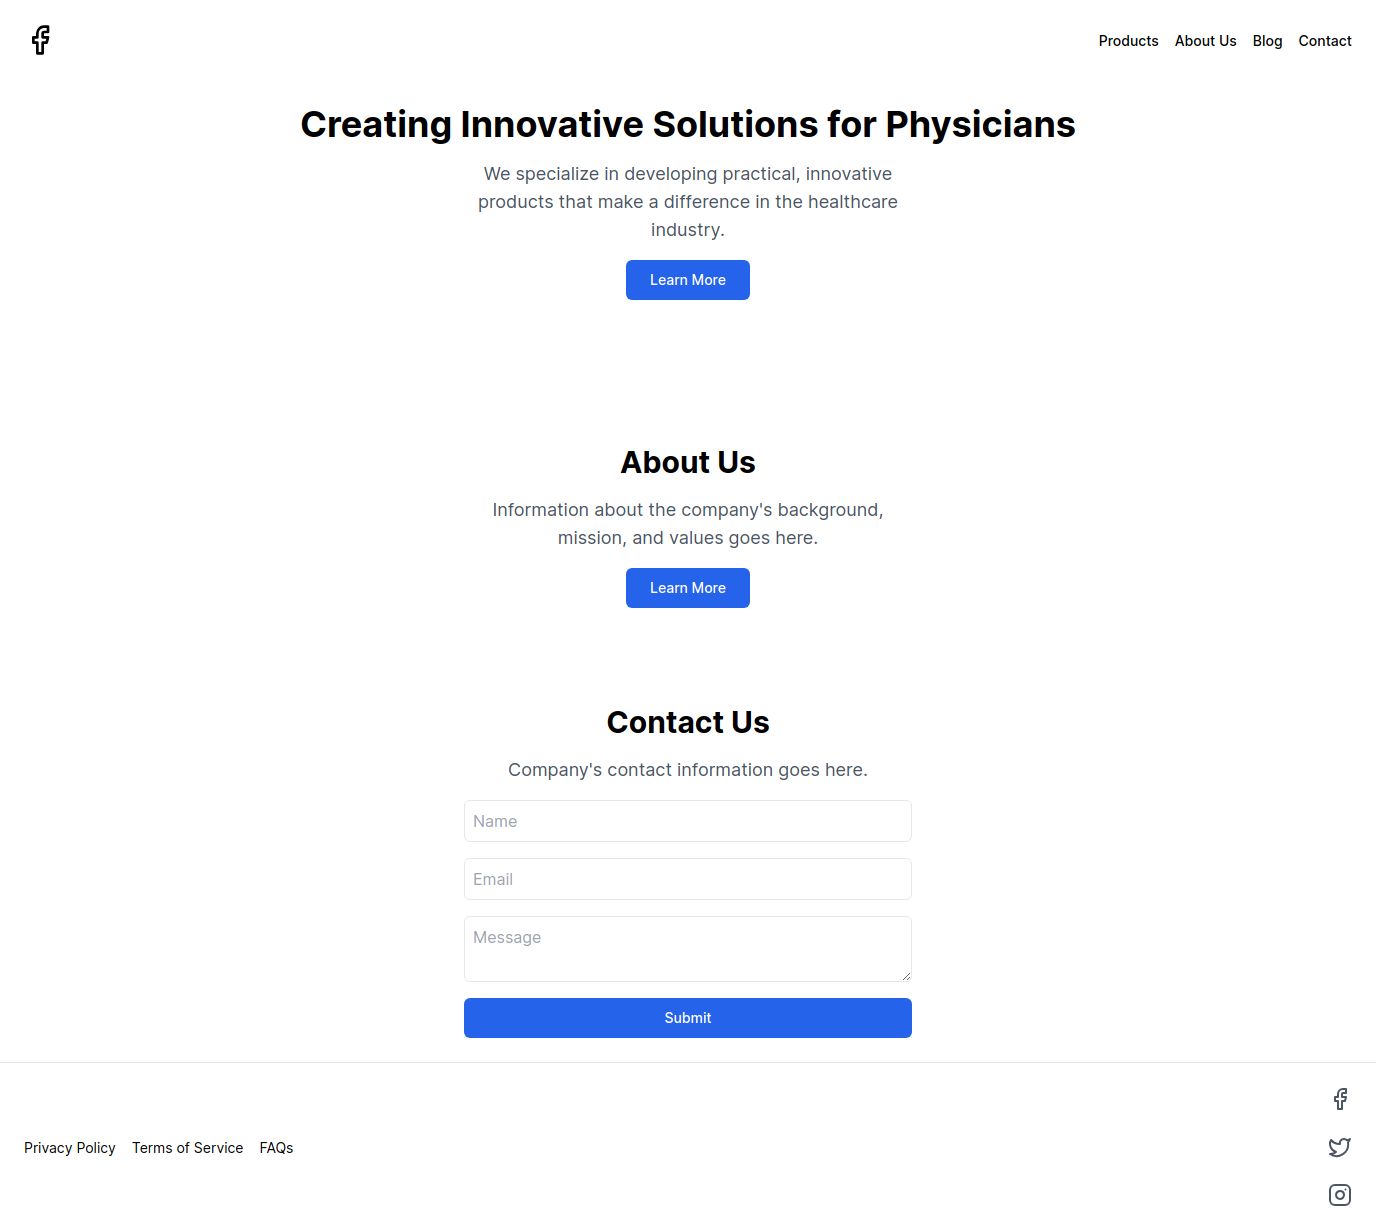 Products About Us Blog Contact
Creating Innovative Solutions for Physicians
We specialize in developing practical, innovative
products that make a difference in the healthcare
industry.
Learn More
About Us
Information about the company's background,
mission, and values goes here.
Learn More
Contact Us
Company's contact information goes here.
Name
Email
Message
Submit
Privacy Policy Terms of Service FAQs